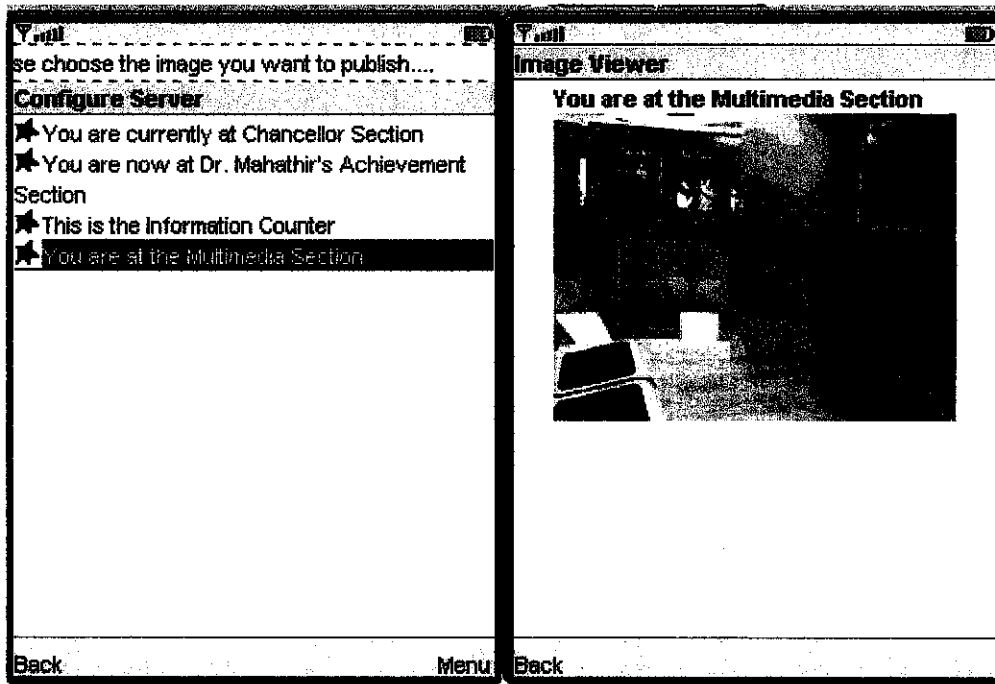 se choose the image you want to publish....
Configure Server
You are currently at Chancellor Section
You are now at Dr. Mahathir's Achievement
Section
This is the Information Counter
You are at the Multimedia Section
Back
Menu
Image Viewer
You are at the Multimedia Section
Back